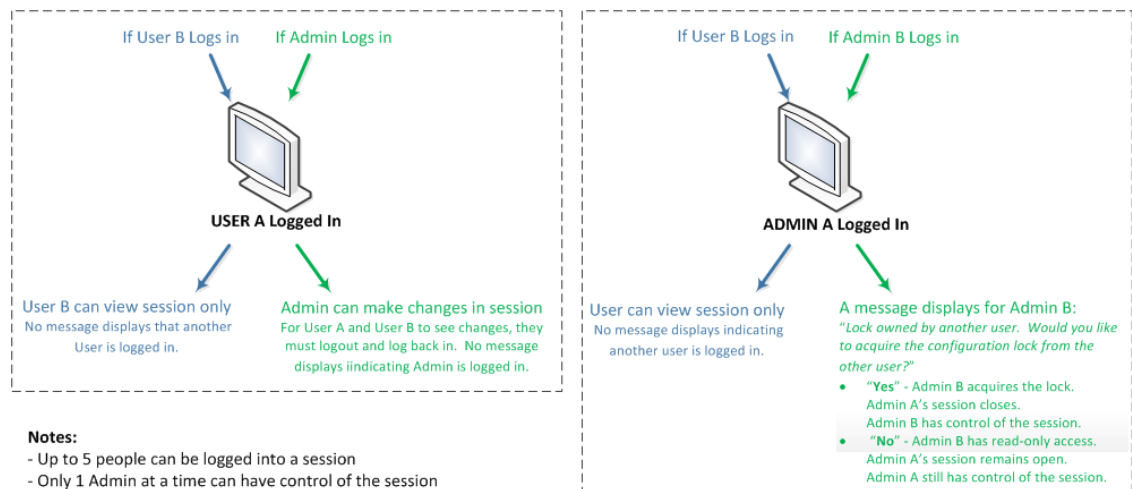 If User B Logs in
If Admin Logs in
USER A Logged In
User B can view session only
No message displays that another
User is logged in.
Admin can make changes in session
For User A and User B to see changes, they
must logout and log back in.  No message
displays iindicating Admin is logged in.
Notes:
- Up to 5 people can be logged into a session
- Only 1 Admin at a time can have control of the session
If User B Logs in
If Admin B Logs in
ADMIN A Logged In
User can view session only
No message displays indicating
another user is logged in.
A message displays for Admin B:
"Lock owned by another user.  Would you like
to acquire the configuration lock from the
other user?"
• "Yes" - Admin B acquires the lock.
Admin A's session closes.
Admin B has control of the session.
• "No" - Admin B has read-only access.
Admin A's session remains open.
Admin A still has control of the session.